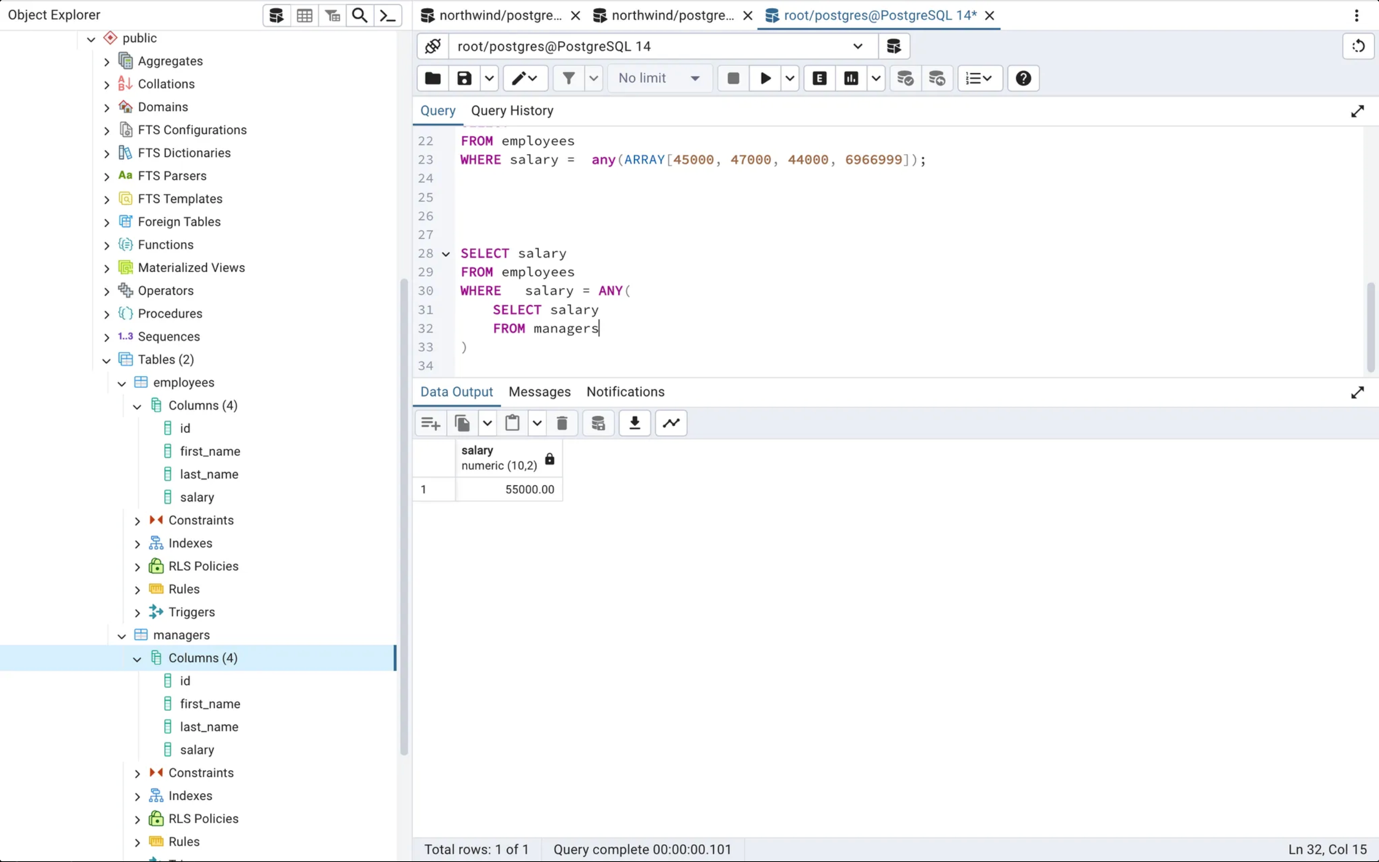 Object Explorer
public
Aggregates
Collations
Domains
FTS Configurations
FTS Dictionaries
Aa FTS Parsers
FTS Templates
Foreign Tables
Functions
Materialized Views
Operators
Procedures
1..3 Sequences
Tables (2)
employees
Columns (4)
id
first_name
last_name
salary
Constraints
Indexes
RLS Policies
Rules
Triggers
managers
Columns (4)
id
first_name
last_name
salary
Constraints
Indexes
RLS Policies
Rules
northwind/postgre... northwind/postgre... root/postgres@PostgreSQL 14*
root/postgres@PostgreSQL 14
No limit E
Query Query History
22 FROM employees
23 WHERE salary =  any(ARRAY[45000, 47000, 44000, 6966999]);
24
25
26
27
28 SELECT salary
29 FROM employees
30 WHERE   salary = ANY(
31     SELECT salary
32     FROM managers
33 )
34
Data Output Messages Notifications
salary
numeric (10,2)
1 55000.00
Total rows: 1 of 1 Query complete 00:00:00.101 Ln 32, Col 15